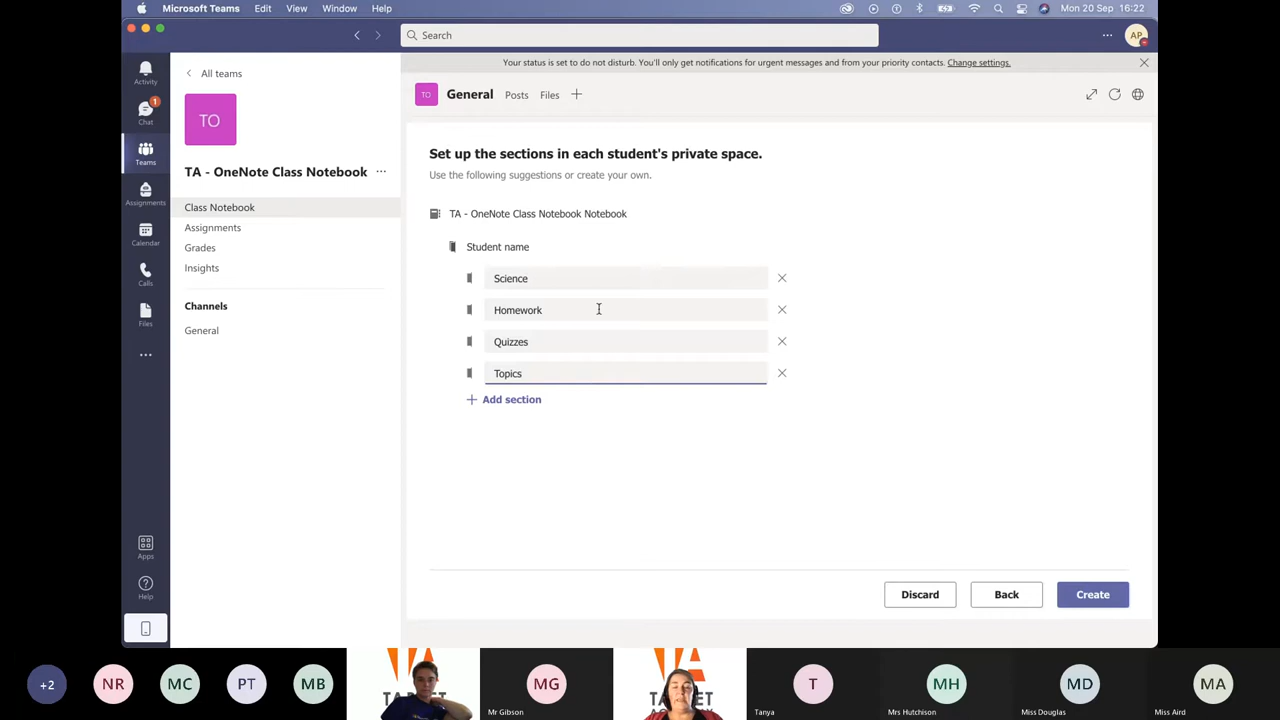 Microsoft Teams Edit View Window Help Mon 20 Sep 16:22
Search
AP
Your status is set to do not disturb. You'll only get notifications for urgent messages and from your priority contacts. Change settings.
Activity
Chat
1
Teams
Assignments
Calendar
Calls
Files
Apps
Help
All teams
TO
TA - OneNote Class Notebook
Class Notebook
Assignments
Grades
Insights
Channels
General
TO General Posts Files
Set up the sections in each student's private space.
Use the following suggestions or create your own.
TA - OneNote Class Notebook Notebook
Student name
Science
Homework
Quizzes
Topics
Add section
Discard Back Create
+2 NR MC PT MB MG T MH MD MA
TA
TARGET
Mr Gibson Tanya Mrs Hutchison Miss Douglas Miss Aird